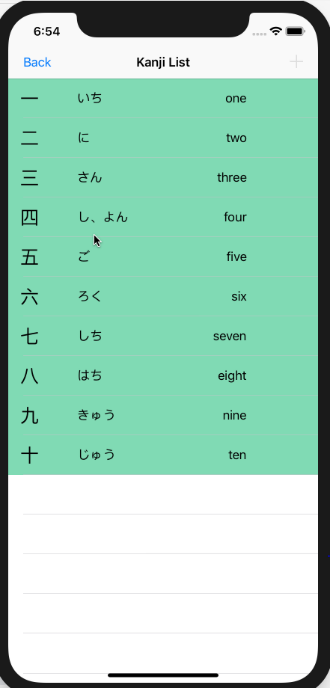 6:54
Back Kanji List +
一 いち one
二 に two
三 さん three
四 し、よん four
五 ご five
六 ろく six
七 しち seven
八 はち eight
九 きゅう nine
十 じゅう ten